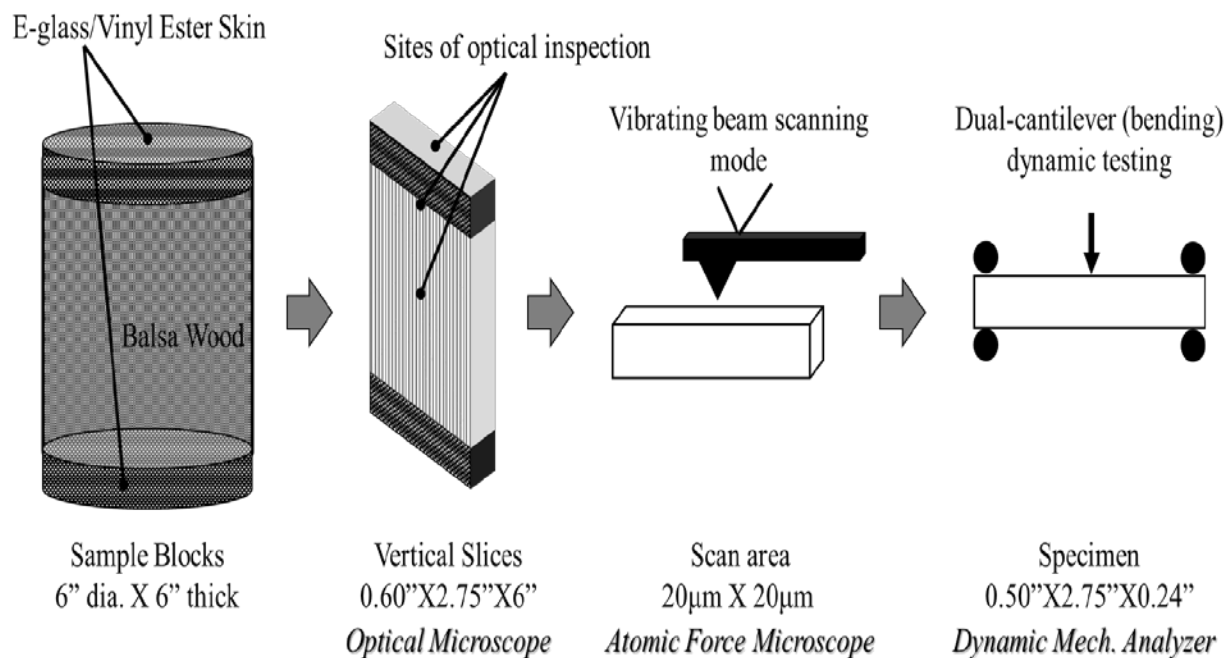 E-glass/Vinyl Ester Skin
Balsa Wood
Sample Blocks
6” dia. X 6” thick
Sites of optical inspection
Vertical Slices
0.60”X2.75”X6”
Optical Microscope
Vibrating beam scanning
mode
Scan area
20μm X 20μm
Atomic Force Microscope
Dual-cantilever (bending)
dynamic testing
Specimen
0.50”X2.75”X0.24”
Dynamic Mech. Analyzer